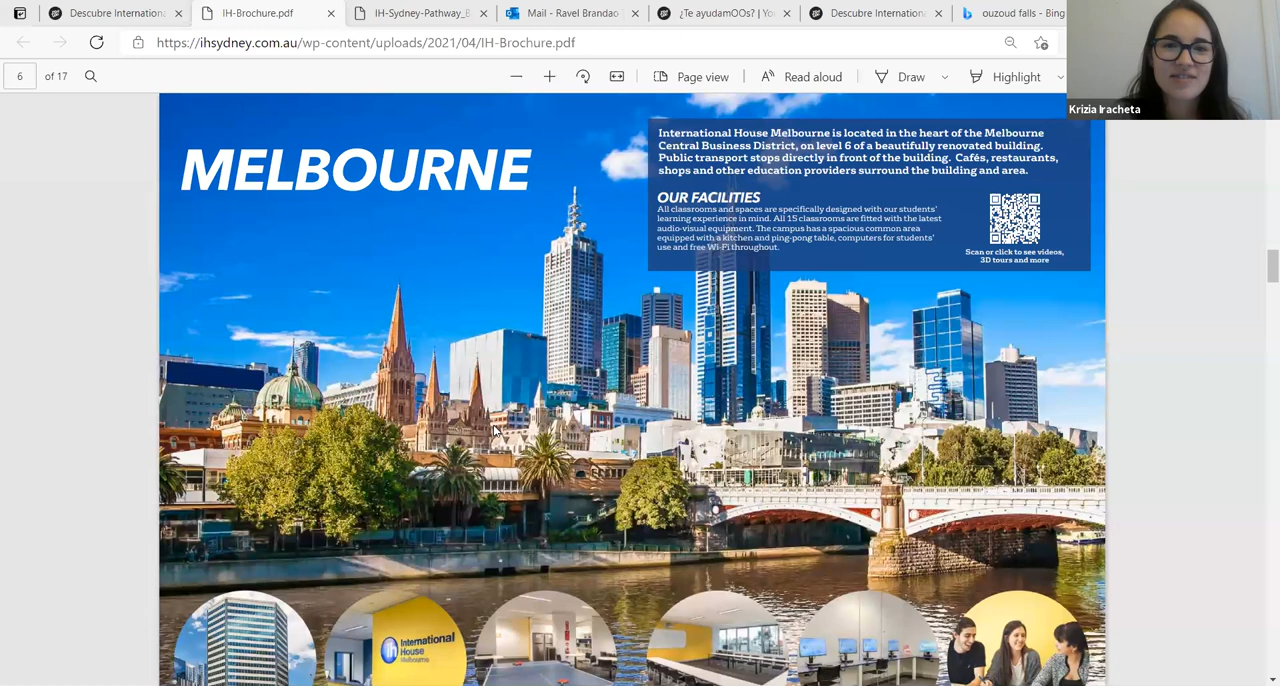 Descubre Internationa
IH-Brochure.pdf
IH-Sydney-Pathway_B
Mail - Ravel Brandao
¿Te ayudamOOs? | Yo
Descubre Internationa
ouzoud falls - Bing
https://ihsydney.com.au/wp-content/uploads/2021/04/IH-Brochure.pdf
6 of 17
Page view
Read aloud
Draw
Highlight
Krizia Iracheta
MELBOURNE
International House Melbourne is located in the heart of the Melbourne
Central Business District, on level 6 of a beautifully renovated building.
Public transport stops directly in front of the building. Cafés, restaurants,
shops and other education providers surround the building and area.
OUR FACILITIES
All classrooms and spaces are specifically designed with our students'
learning experience in mind. All 15 classrooms are fitted with the latest
audio-visual equipment. The campus has a spacious common area
equipped with a kitchen and ping-pong table, computers for students'
use and free Wi-Fi throughout.
Scan or click to see videos,
3D tours and more
ih
International
House
Melbourne